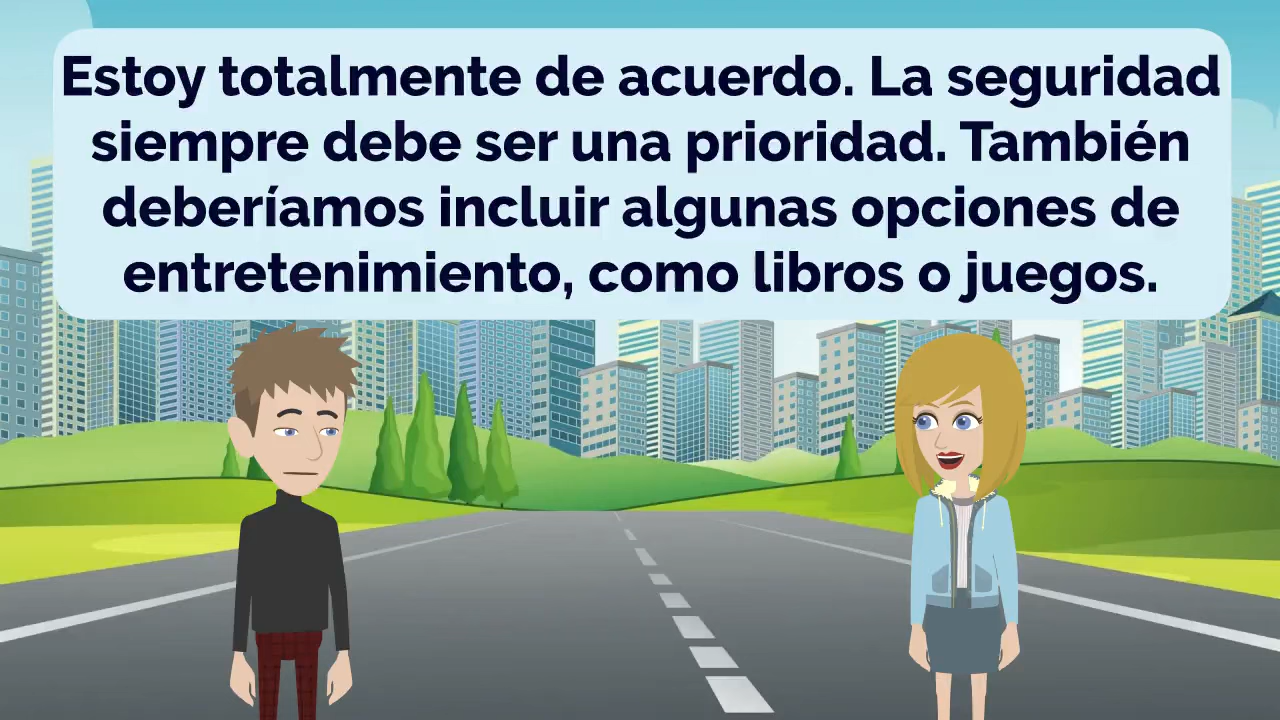 Estoy totalmente de acuerdo. La seguridad
siempre debe ser una prioridad. También
deberíamos incluir algunas opciones de
entretenimiento, como libros o juegos.